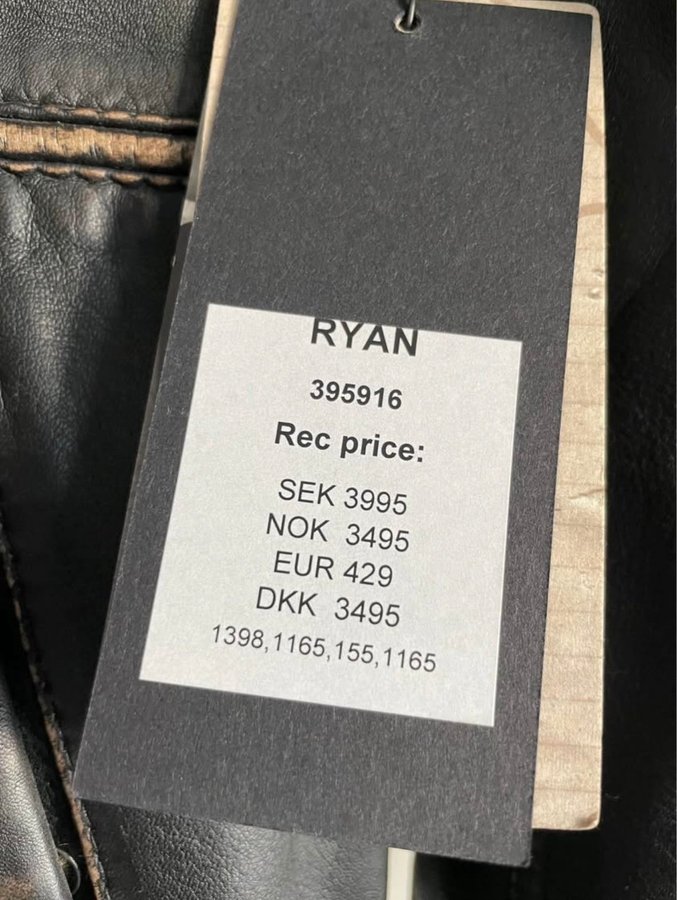 RYAN
395916
Rec price:
SEK 3995
NOK 3495
EUR 429
DKK 3495
1398,1165,155,1165